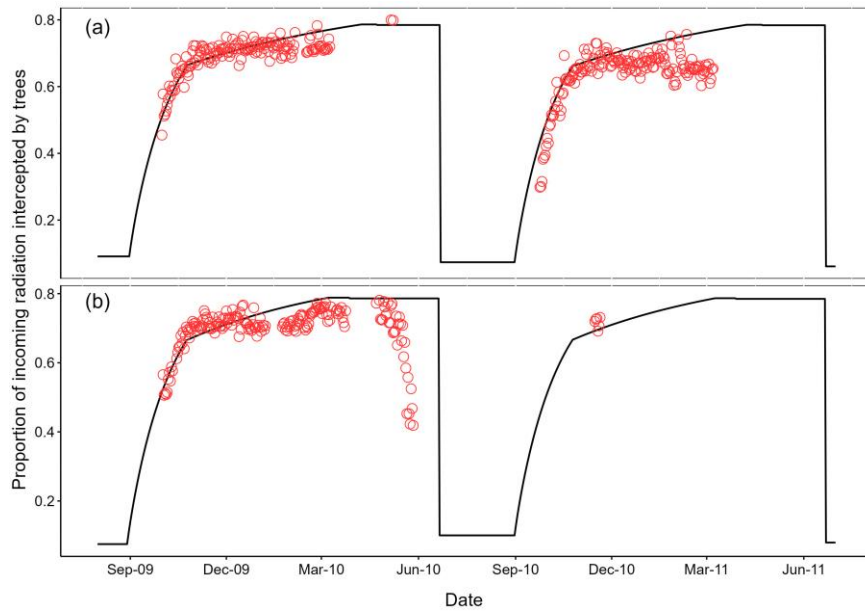 Proportion of incoming radiation intercepted by trees
(a)
0.8
0.6
0.4
0.2
(b)
0.8
0.6
0.4
0.2
Sep-09 Dec-09 Mar-10 Jun-10 Sep-10 Dec-10 Mar-11 Jun-11
Date